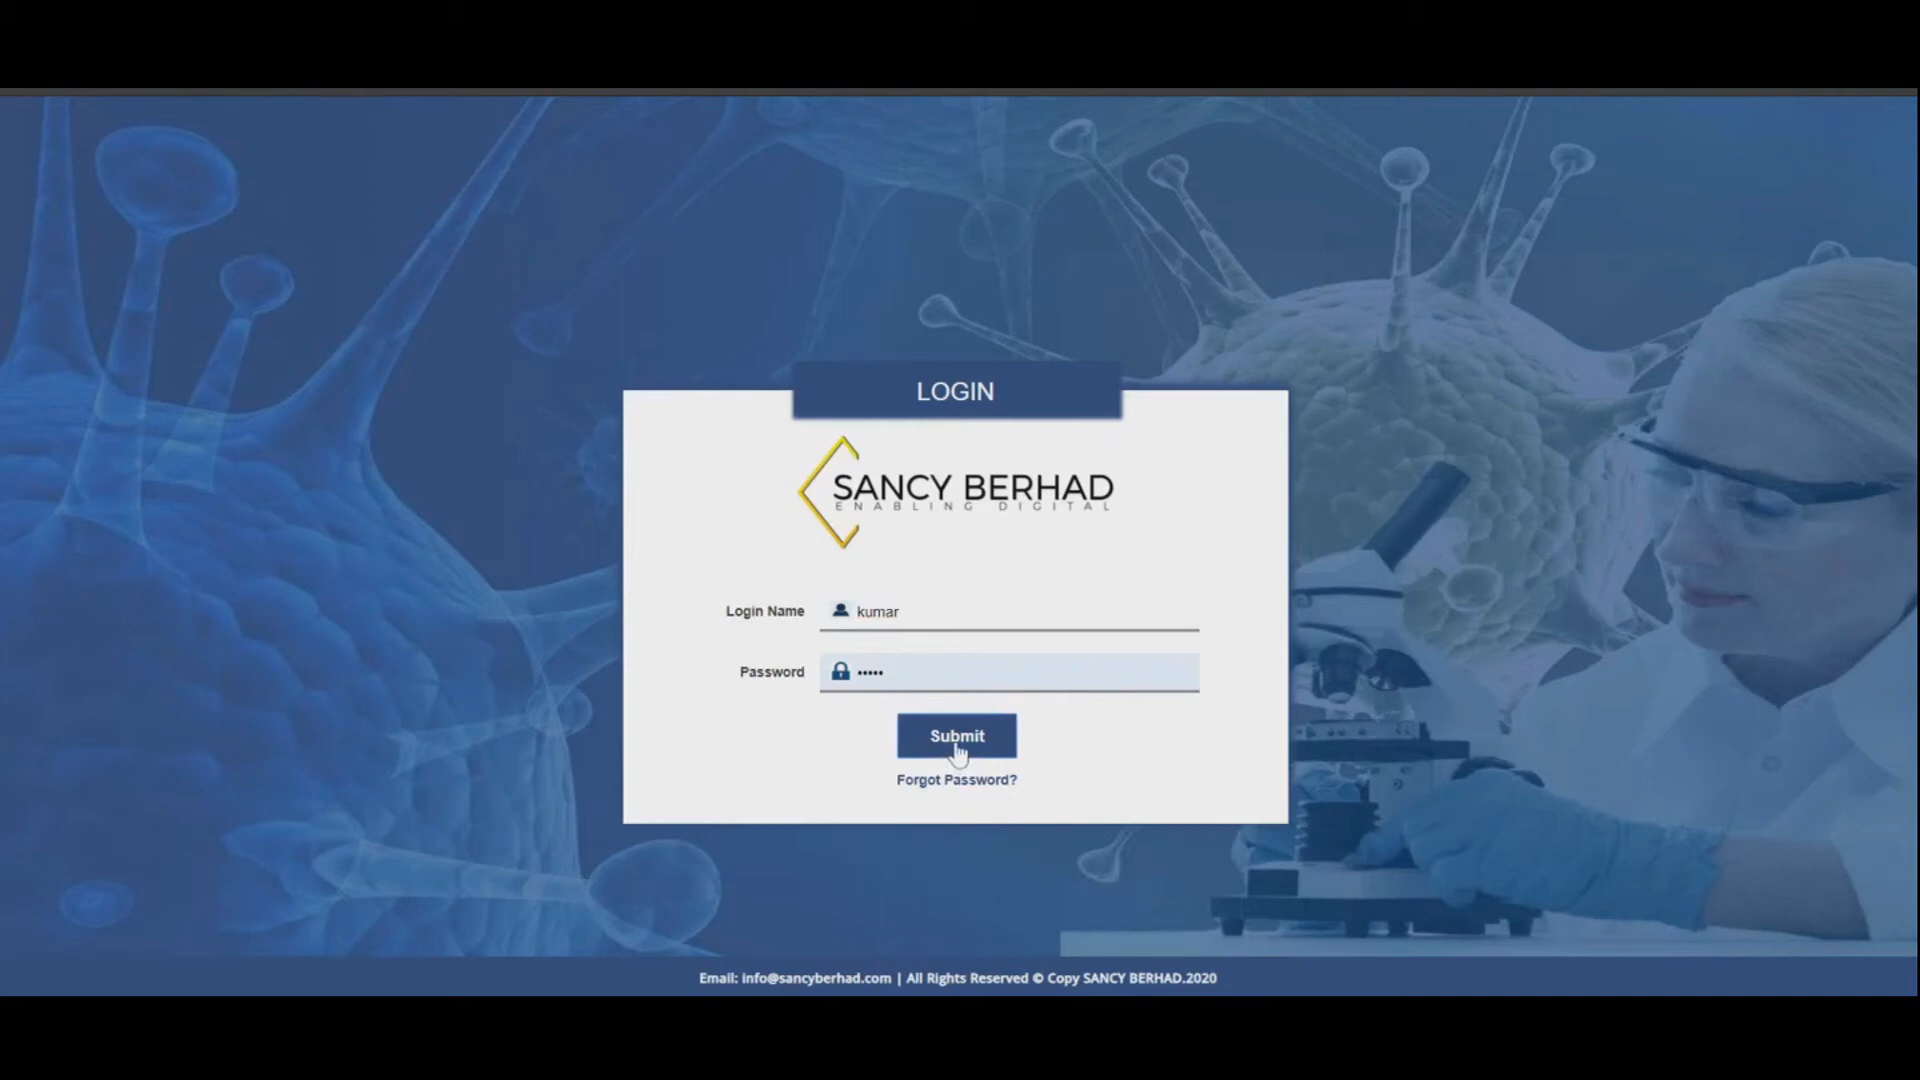 LOGIN
SANCY BERHAD
ENABLING DIGITAL
Login Name kumar
Password •••••
Submit
Forgot Password?
Email: info@sancyberhad.com | All Rights Reserved © Copy SANCY BERHAD.2020